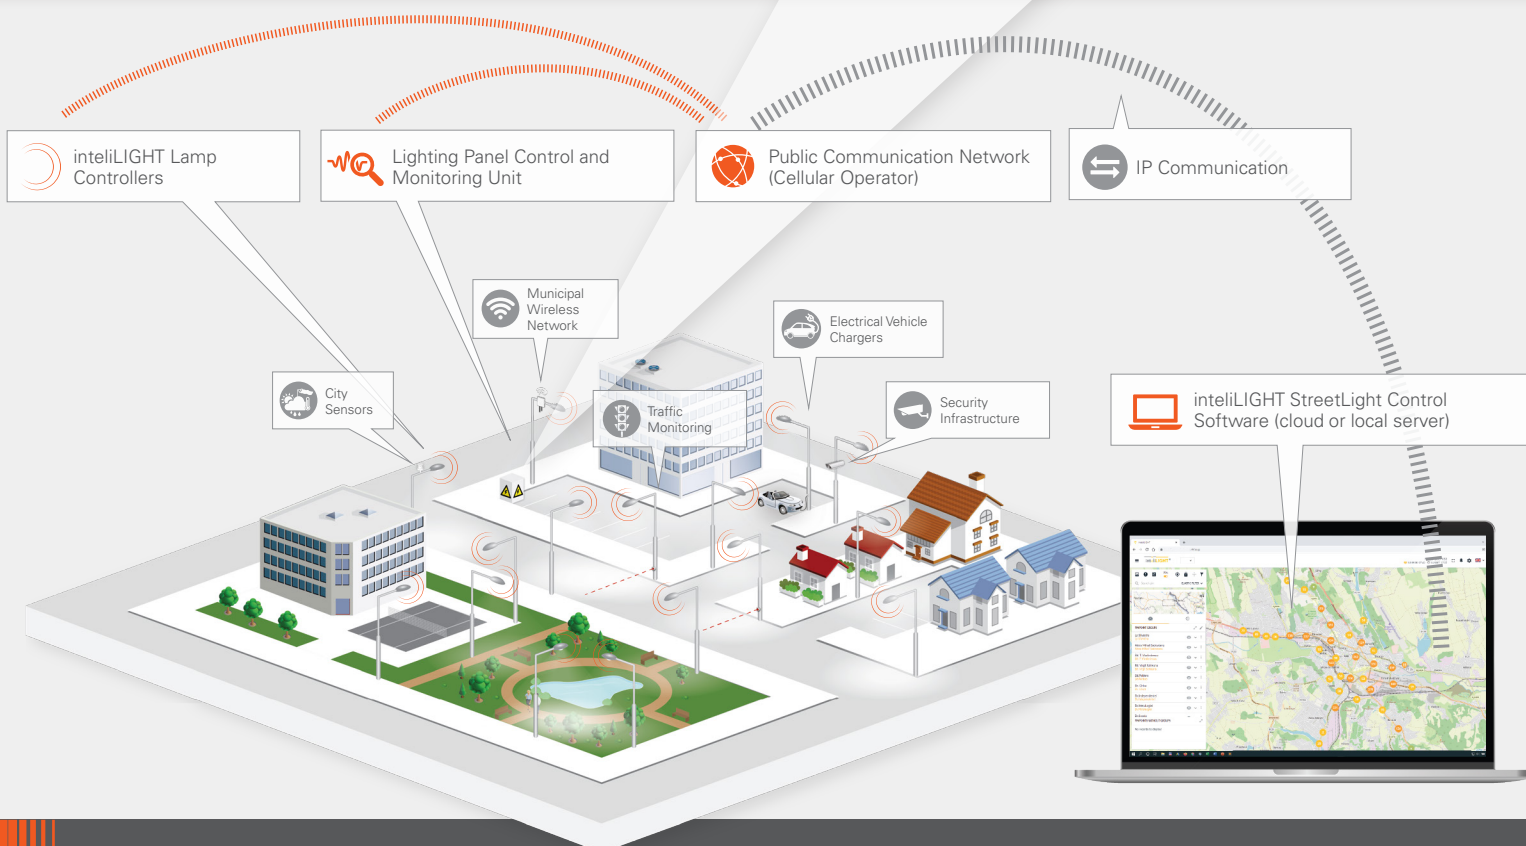 inteliLIGHT Lamp
Controllers
Lighting Panel Control and
Monitoring Unit
Public Communication Network
(Cellular Operator)
IP Communication
Municipal
Wireless
Network
Electrical Vehicle
Chargers
City
Sensors
Traffic
Monitoring
Security
Infrastructure
inteliLIGHT StreetLight Control
Software (cloud or local server)